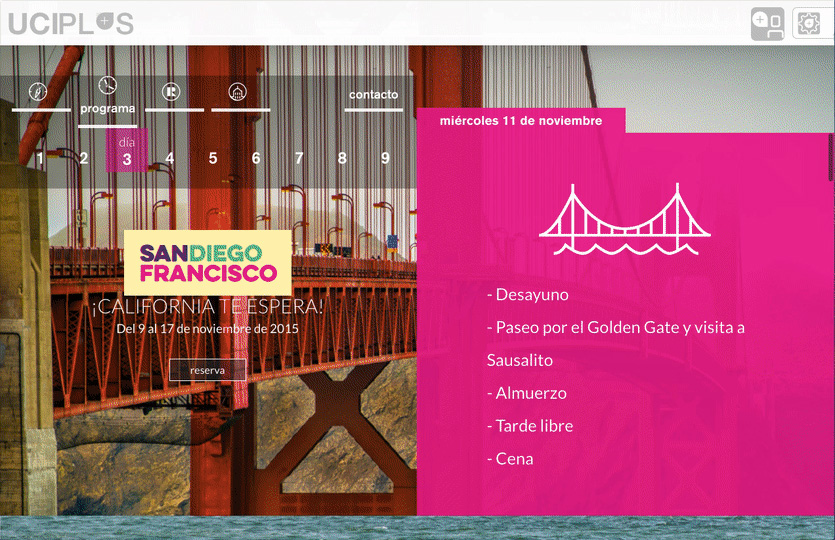 UCIPLUS
programa
contacto
día
1 2 3 4 5 6 7 8 9
SANDIEGO
FRANCISCO
¡CALIFORNIA TE ESPERA!
Del 9 al 17 de noviembre de 2015
reserva
miércoles 11 de noviembre
- Desayuno
- Paseo por el Golden Gate y visita a
Sausalito
- Almuerzo
- Tarde libre
- Cena